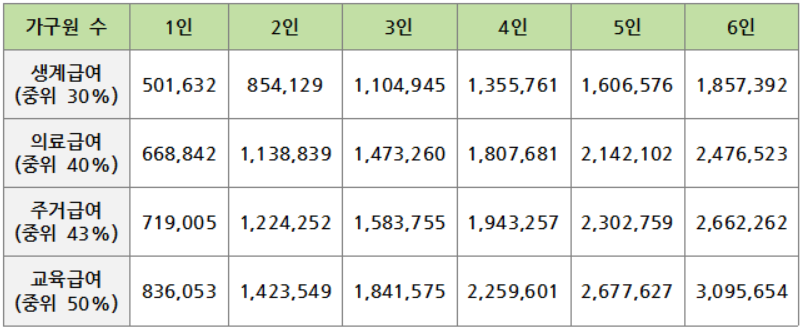 가구원 수 1인 2인 3인 4인 5인 6인
생계급여
(중위 30%) 501,632 854,129 1,104,945 1,355,761 1,606,576 1,857,392
의료급여
(중위 40%) 668,842 1,138,839 1,473,260 1,807,681 2,142,102 2,476,523
주거급여
(중위 43%) 719,005 1,224,252 1,583,755 1,943,257 2,302,759 2,662,262
교육급여
(중위 50%) 836,053 1,423,549 1,841,575 2,259,601 2,677,627 3,095,654